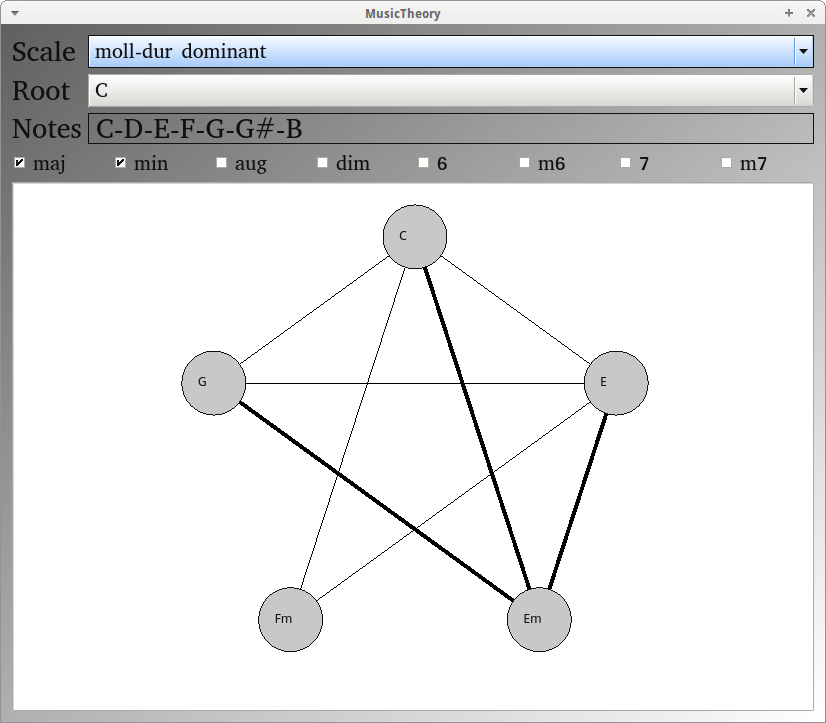 MusicTheory
Scale moll-dur dominant
Root C
Notes C-D-E-F-G-G#-B
maj min aug dim 6 m6 7 m7
C
G E
Fm Em